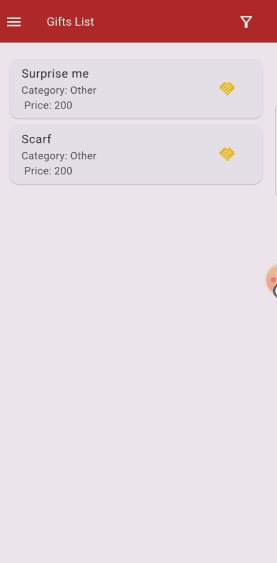 Gifts List
Surprise me
Category: Other
Price: 200
Scarf
Category: Other
Price: 200